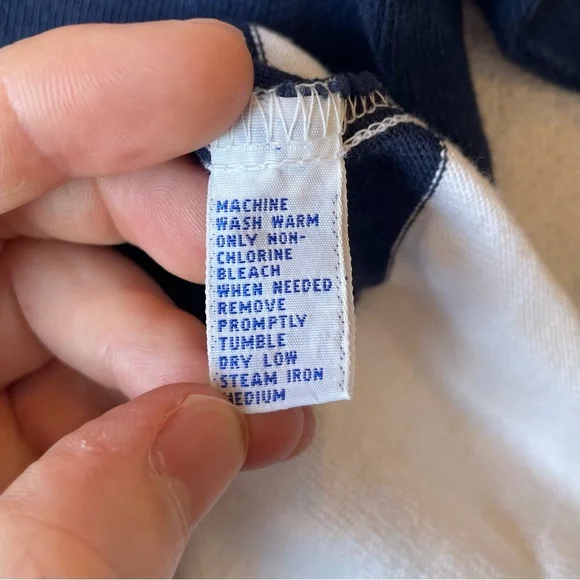 MACHINE
WASH WARM
ONLY NON-
CHLORINE
BLEACH
WHEN NEEDED
REMOVE
PROMPTLY
TUMBLE
DRY LOW
STEAM IRON
MEDIUM